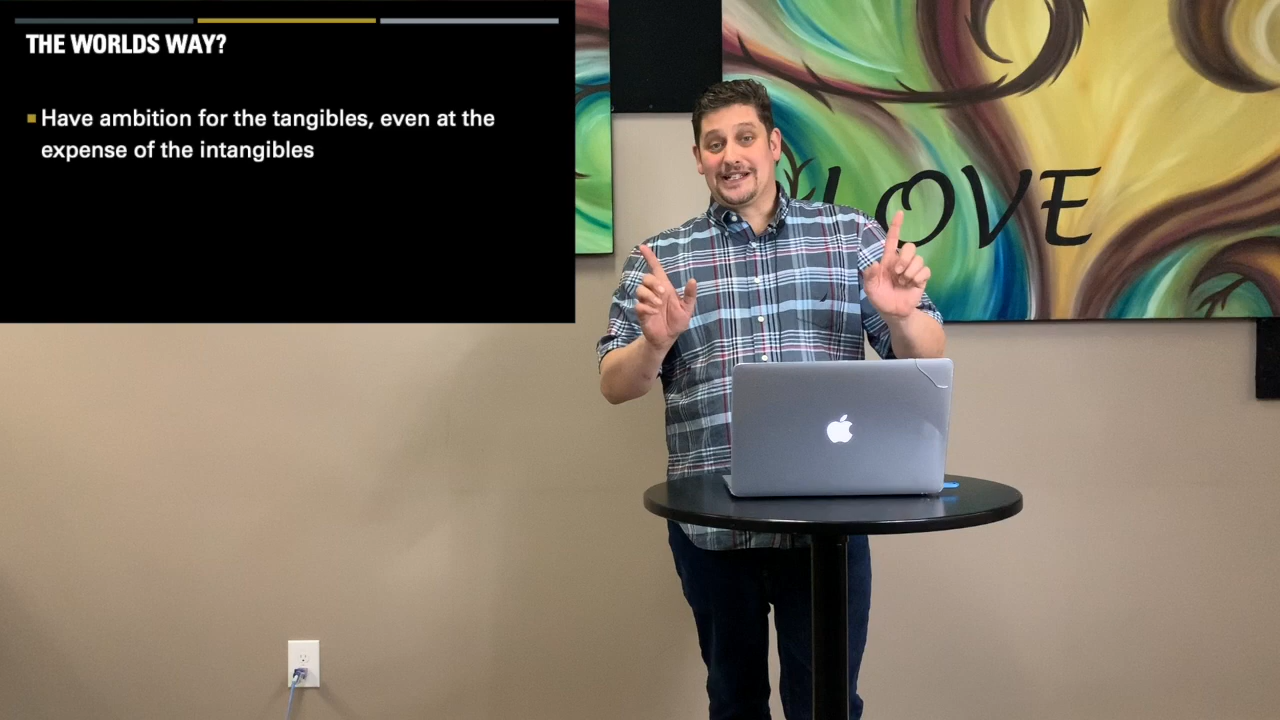 THE WORLDS WAY?
Have ambition for the tangibles, even at the
expense of the intangibles
LOVE